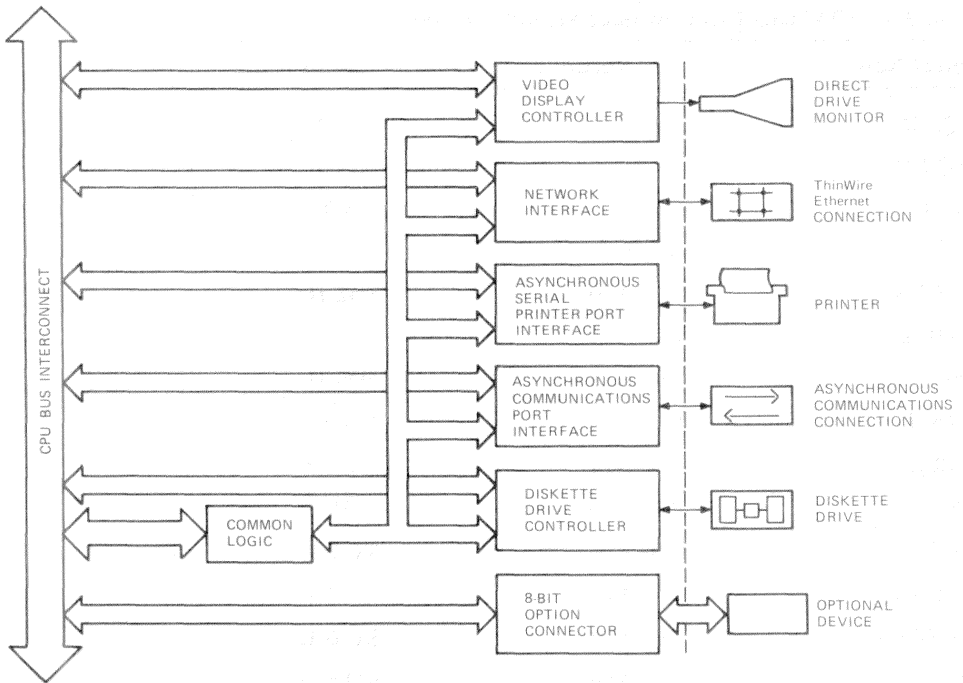 VIDEO
DISPLAY
CONTROLLER
DIRECT
DRIVE
MONITOR
NETWORK
INTERFACE
ThinWire
Ethernet
CONNECTION
CPU BUS INTERCONNECT
ASYNCHRONOUS
SERIAL
PRINTER PORT
INTERFACE
PRINTER
ASYNCHRONOUS
COMMUNICATIONS
PORT
INTERFACE
ASYNCHRONOUS
COMMUNICATIONS
CONNECTION
COMMON
LOGIC
DISKETTE
DRIVE
CONTROLLER
DISKETTE
DRIVE
8-BIT
OPTION
CONNECTOR
OPTIONAL
DEVICE